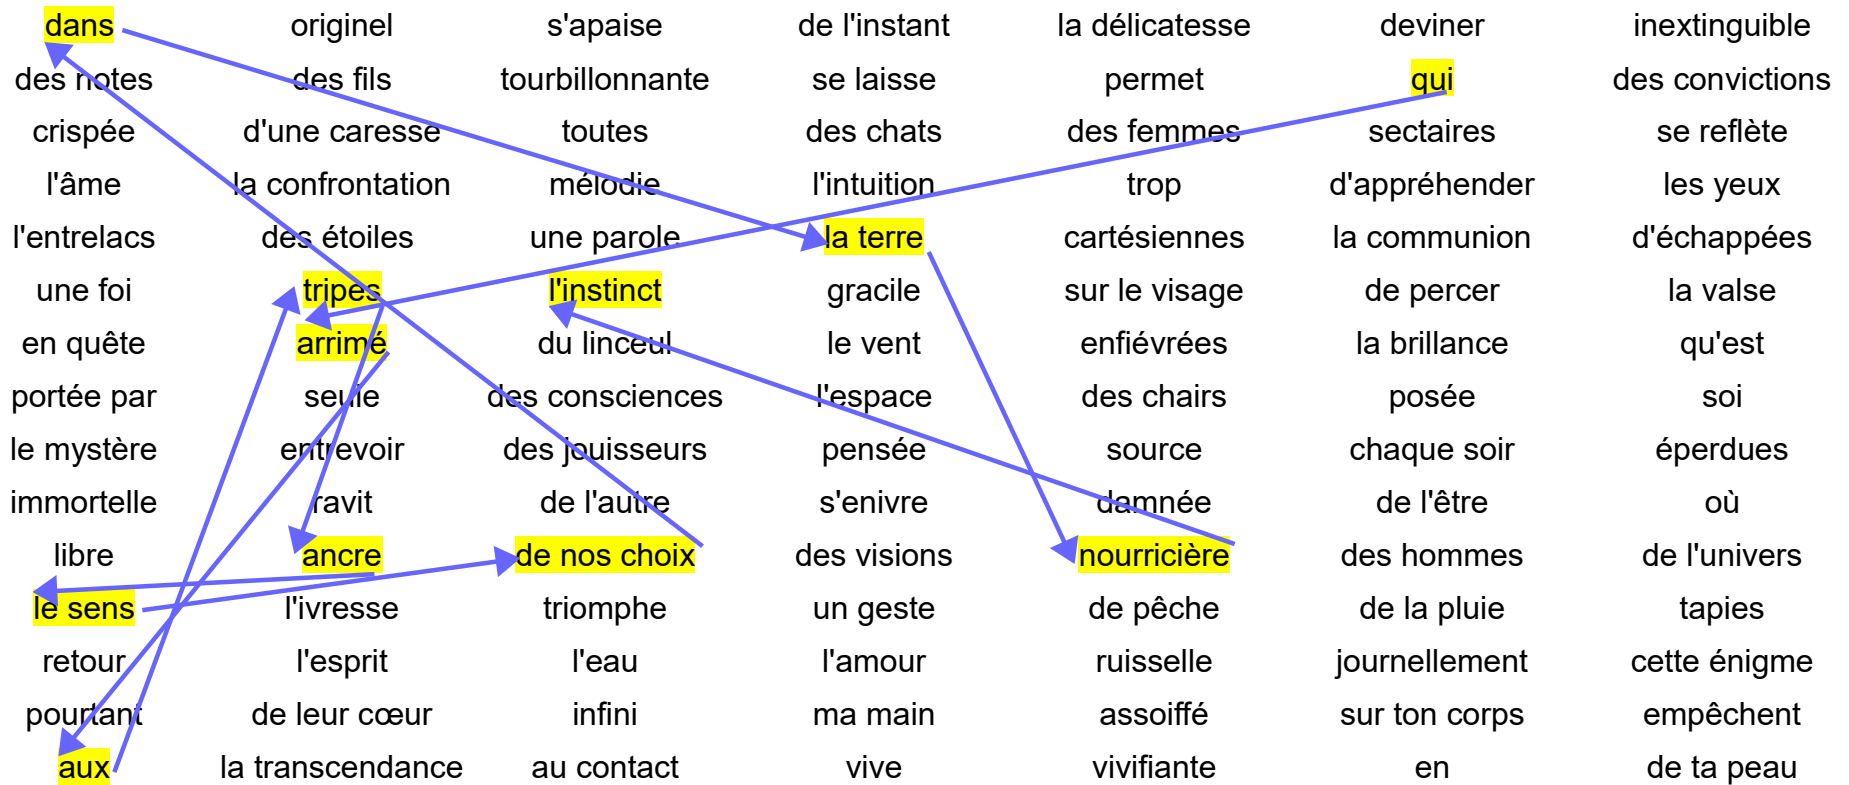 dans originel s'apaise de l'instant la délicatesse deviner inextinguible
des notes des fils tourbillonnante se laisse permet qui des convictions
crispée d'une caresse toutes des chats des femmes sectaires se reflète
l'âme la confrontation mélodie l'intuition trop d'appréhender les yeux
l'entrelacs des étoiles une parole la terre cartésiennes la communion d'échappées
une foi tripes l'instinct gracile sur le visage de percer la valse
en quête arrimé du linceul le vent enfiévrées la brillance qu'est
portée par seule des consciences l'espace des chairs posée soi
le mystère entrevoir des jouisseurs pensée source chaque soir éperdues
immortelle ravit de l'autre s'enivre damnée de l'être où
libre ancre de nos choix des visions nourricière des hommes de l'univers
le sens l'ivresse triomphe un geste de pêche de la pluie tapies
retour l'esprit l'eau l'amour ruisselle journellement cette énigme
pourtant de leur cœur infini ma main assoiffé sur ton corps empêchent
aux la transcendance au contact vive vivifiante en de ta peau